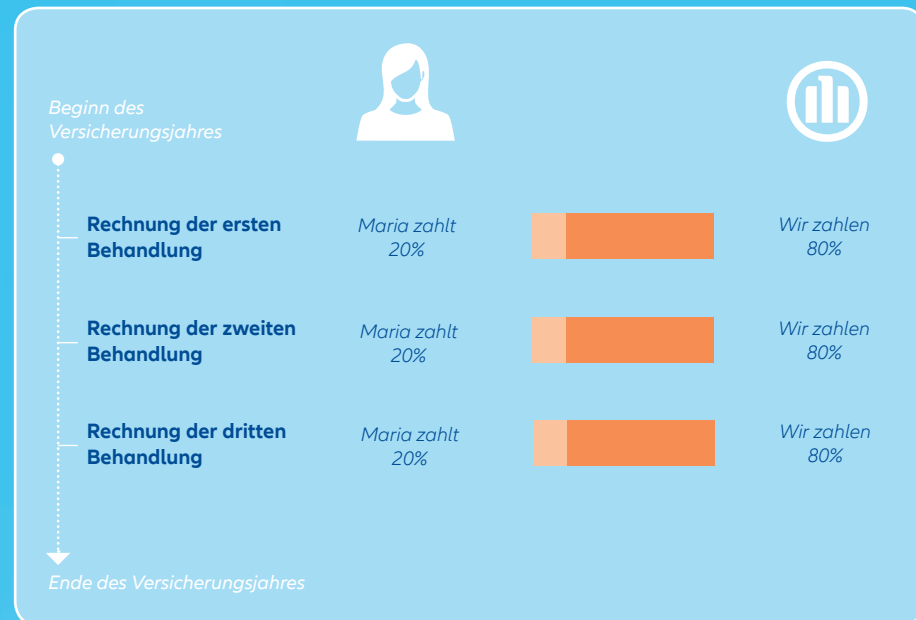 Beginn des
Versicherungsjahres
Rechnung der ersten
Behandlung
Maria zahlt
20%
Wir zahlen
80%
Rechnung der zweiten
Behandlung
Maria zahlt
20%
Wir zahlen
80%
Rechnung der dritten
Behandlung
Maria zahlt
20%
Wir zahlen
80%
Ende des Versicherungsjahres